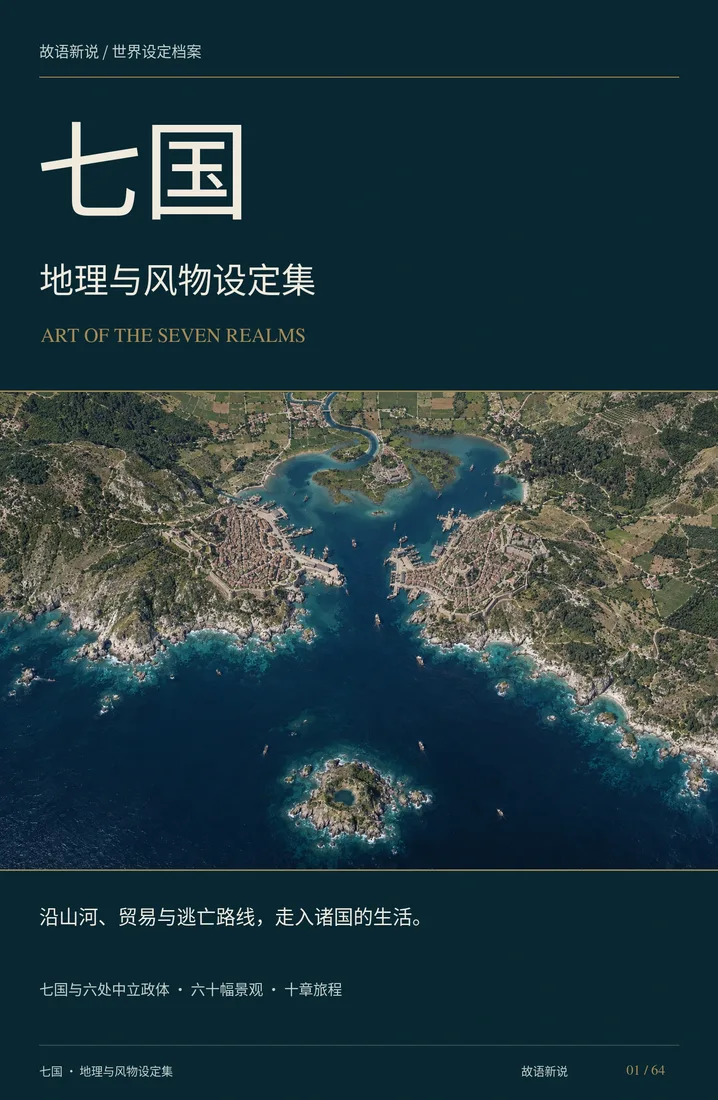 故语新说 / 世界设定档案
七国
地理与风物设定集
ART OF THE SEVEN REALMS
沿山河、贸易与逃亡路线，走入诸国的生活。
七国与六处中立政体 · 六十幅景观 · 十章旅程
七国 · 地理与风物设定集 故语新说 01 / 64